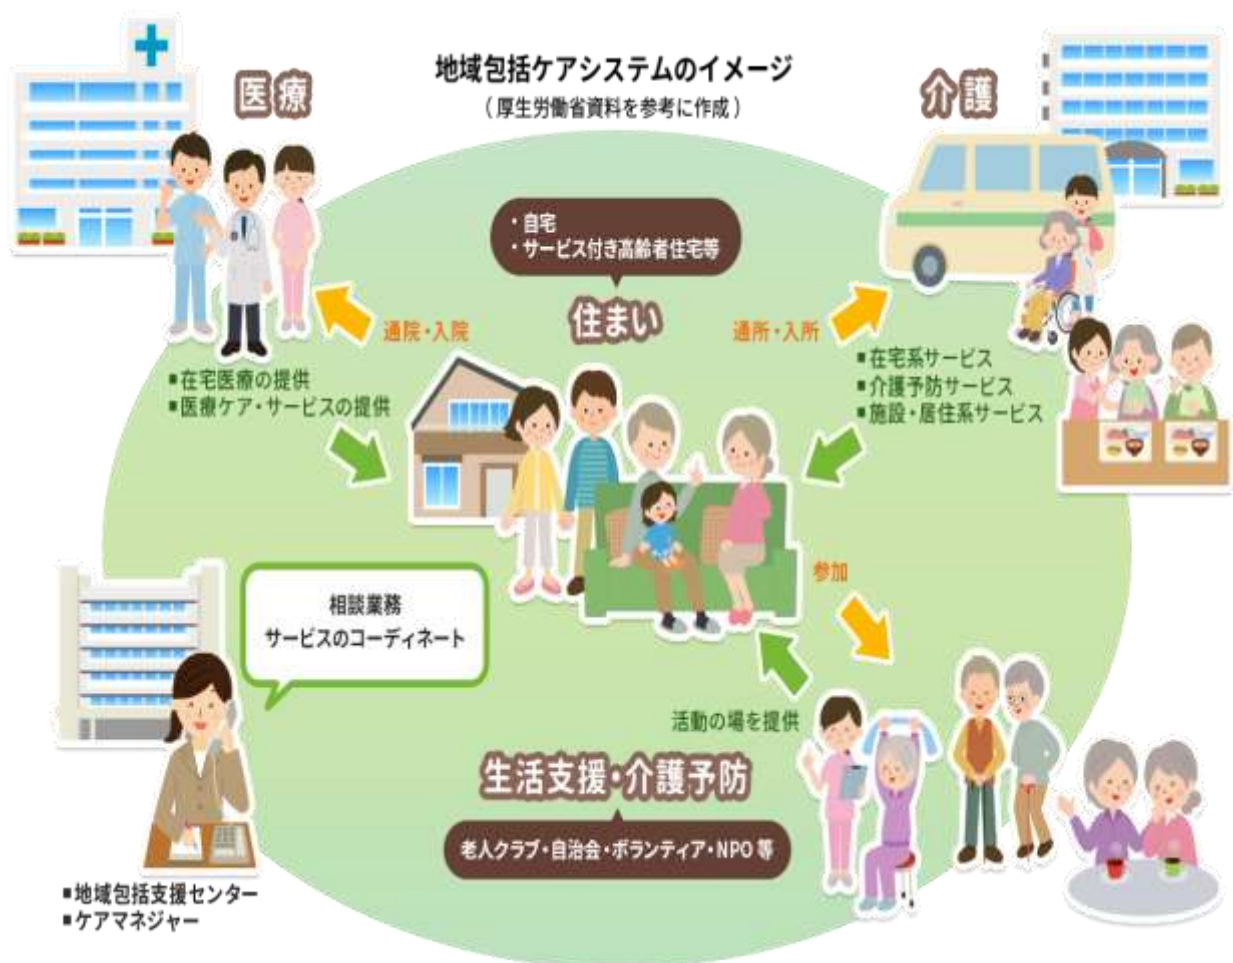 地域包括ケアシステムのイメージ
（厚生労働省資料を参考に作成）
医療
介護
・自宅
・サービス付き高齢者住宅等
住まい
通院・入院
通所・入所
■在宅医療の提供
■医療ケア・サービスの提供
■在宅系サービス
■介護予防サービス
■施設・居住系サービス
参加
相談業務
サービスのコーディネート
活動の場を提供
生活支援・介護予防
老人クラブ・自治会・ボランティア・NPO 等
■地域包括支援センター
■ケアマネジャー